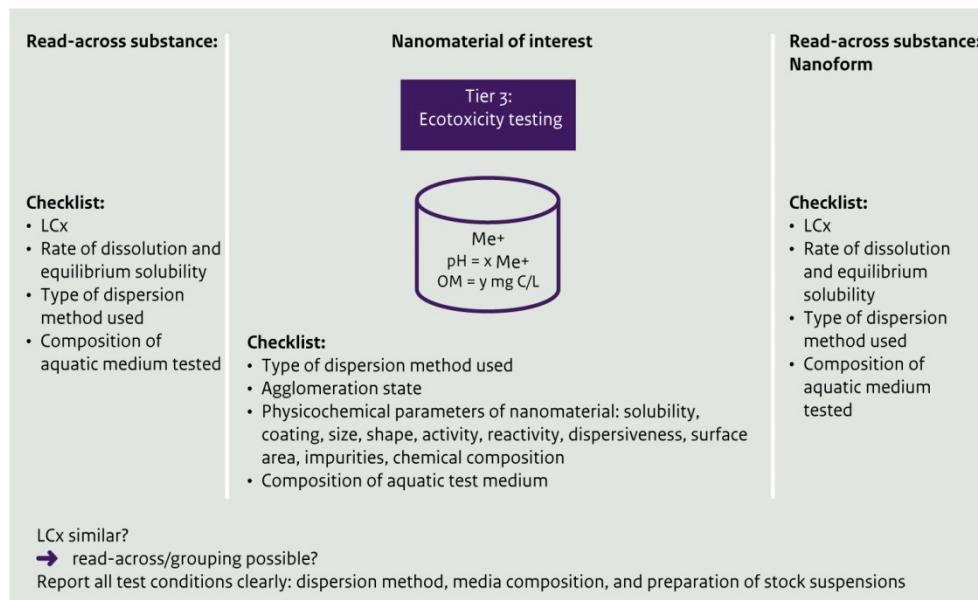 Read-across substance:
Checklist:
• LCx
• Rate of dissolution and
equilibrium solubility
• Type of dispersion
method used
• Composition of
aquatic medium tested
Nanomaterial of interest
Tier 3:
Ecotoxicity testing
Me+
pH = x Me+
OM = y mg C/L
Checklist:
• Type of dispersion method used
• Agglomeration state
• Physicochemical parameters of nanomaterial: solubility,
coating, size, shape, activity, reactivity, dispersiveness, surface
area, impurities, chemical composition
• Composition of aquatic test medium
Read-across substance:
Nanoform
Checklist:
• LCx
• Rate of dissolution
and equilibrium
solubility
• Type of dispersion
method used
• Composition of
aquatic medium
tested
LCx similar?
➔ read-across/grouping possible?
Report all test conditions clearly: dispersion method, media composition, and preparation of stock suspensions